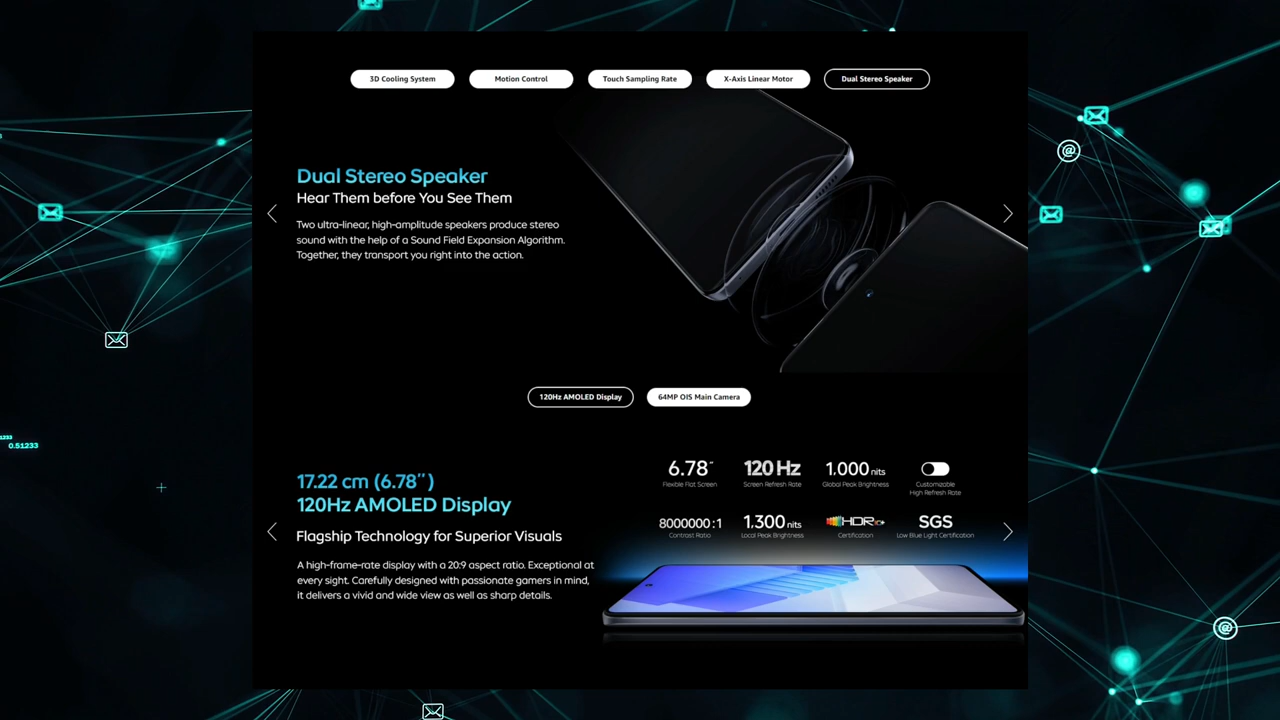 3D Cooling System
Motion Control
Touch Sampling Rate
X-Axis Linear Motor
Dual Stereo Speaker
Dual Stereo Speaker
Hear Them before You See Them
Two ultra-linear, high-amplitude speakers produce stereo
sound with the help of a Sound Field Expansion Algorithm.
Together, they transport you right into the action.
120Hz AMOLED Display
64MP OIS Main Camera
17.22 cm (6.78″)
120Hz AMOLED Display
Flagship Technology for Superior Visuals
A high-frame-rate display with a 20:9 aspect ratio. Exceptional at
every sight. Carefully designed with passionate gamers in mind,
it delivers a vivid and wide view as well as sharp details.
6.78″
Flexible Flat Screen
120 Hz
Screen Refresh Rate
1.000 nits
Global Peak Brightness
Customizable
High Refresh Rate
8000000:1
Contrast Ratio
1.300 nits
Local Peak Brightness
HDR10+
Certification
SGS
Low Blue Light Certification
1233
0.51233
@
@